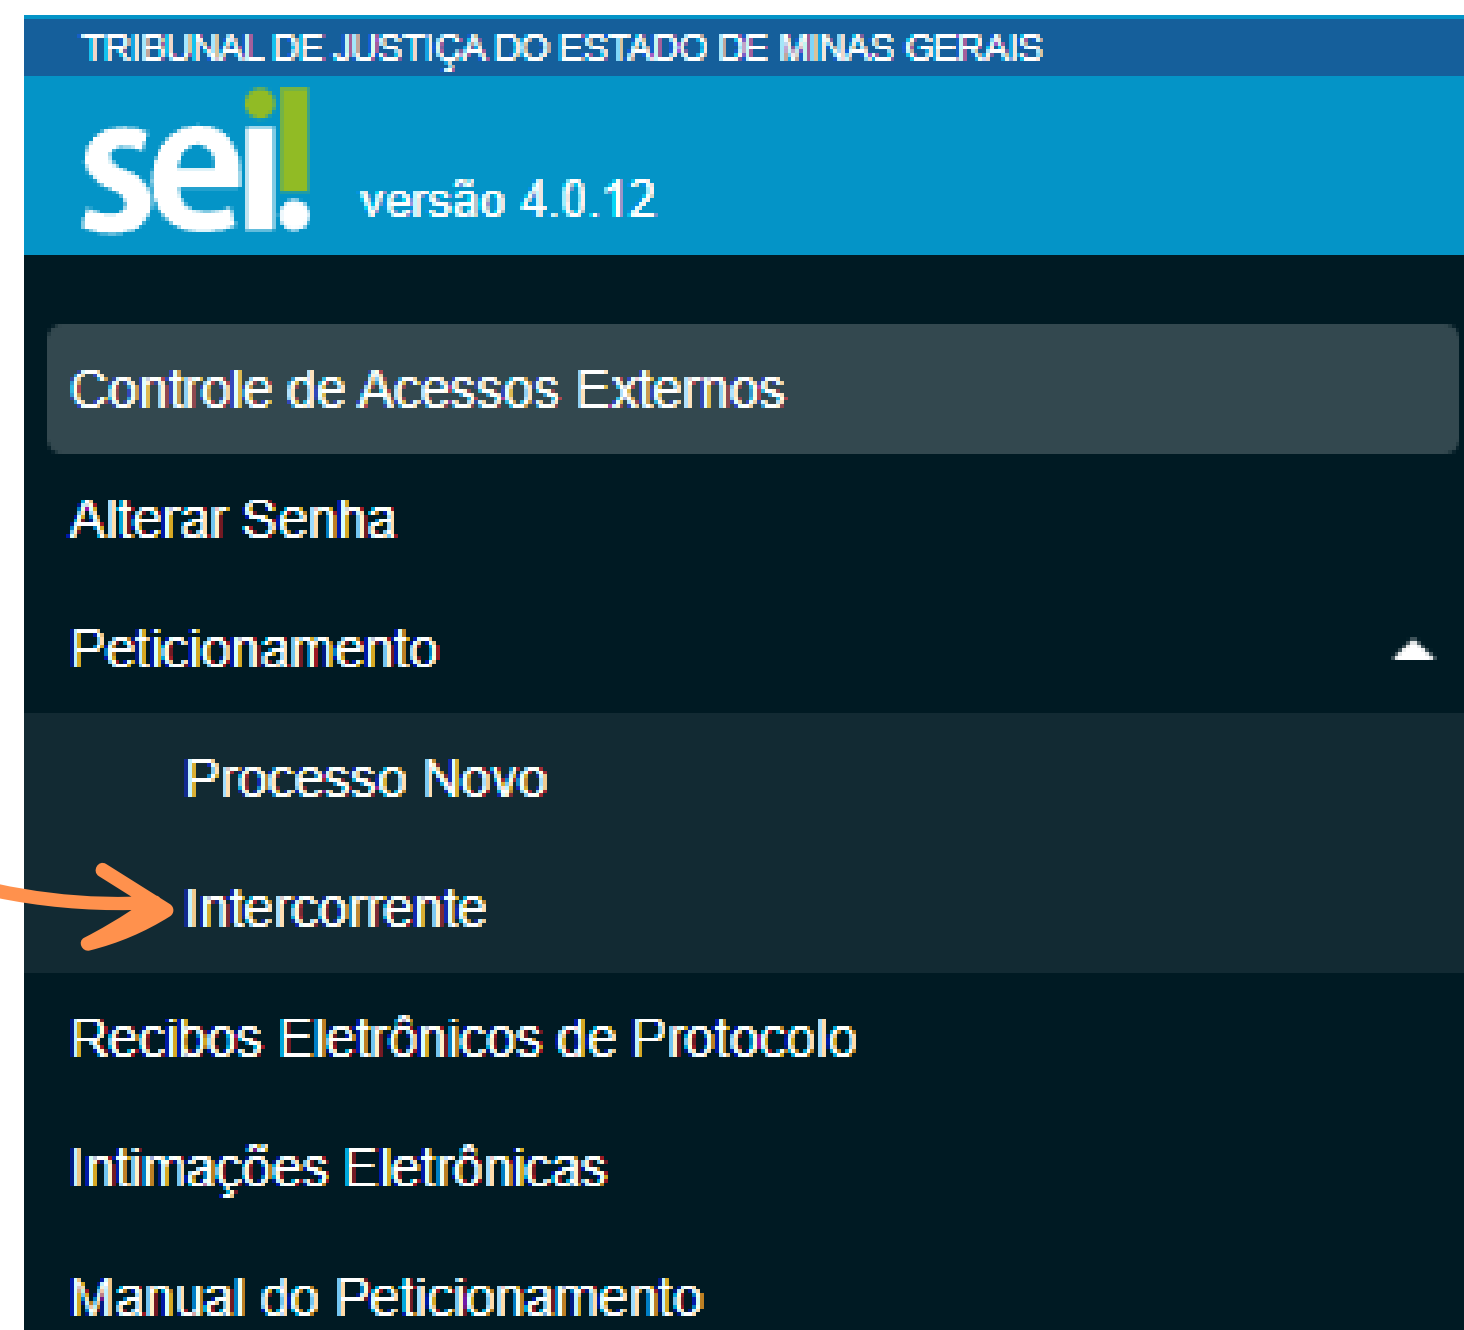 TRIBUNAL DE JUSTIÇA DO ESTADO DE MINAS GERAIS
sei! versão 4.0.12
Controle de Acessos Externos
Alterar Senha
Peticionamento
Processo Novo
Intercorrente
Recibos Eletrônicos de Protocolo
Intimações Eletrônicas
Manual do Peticionamento